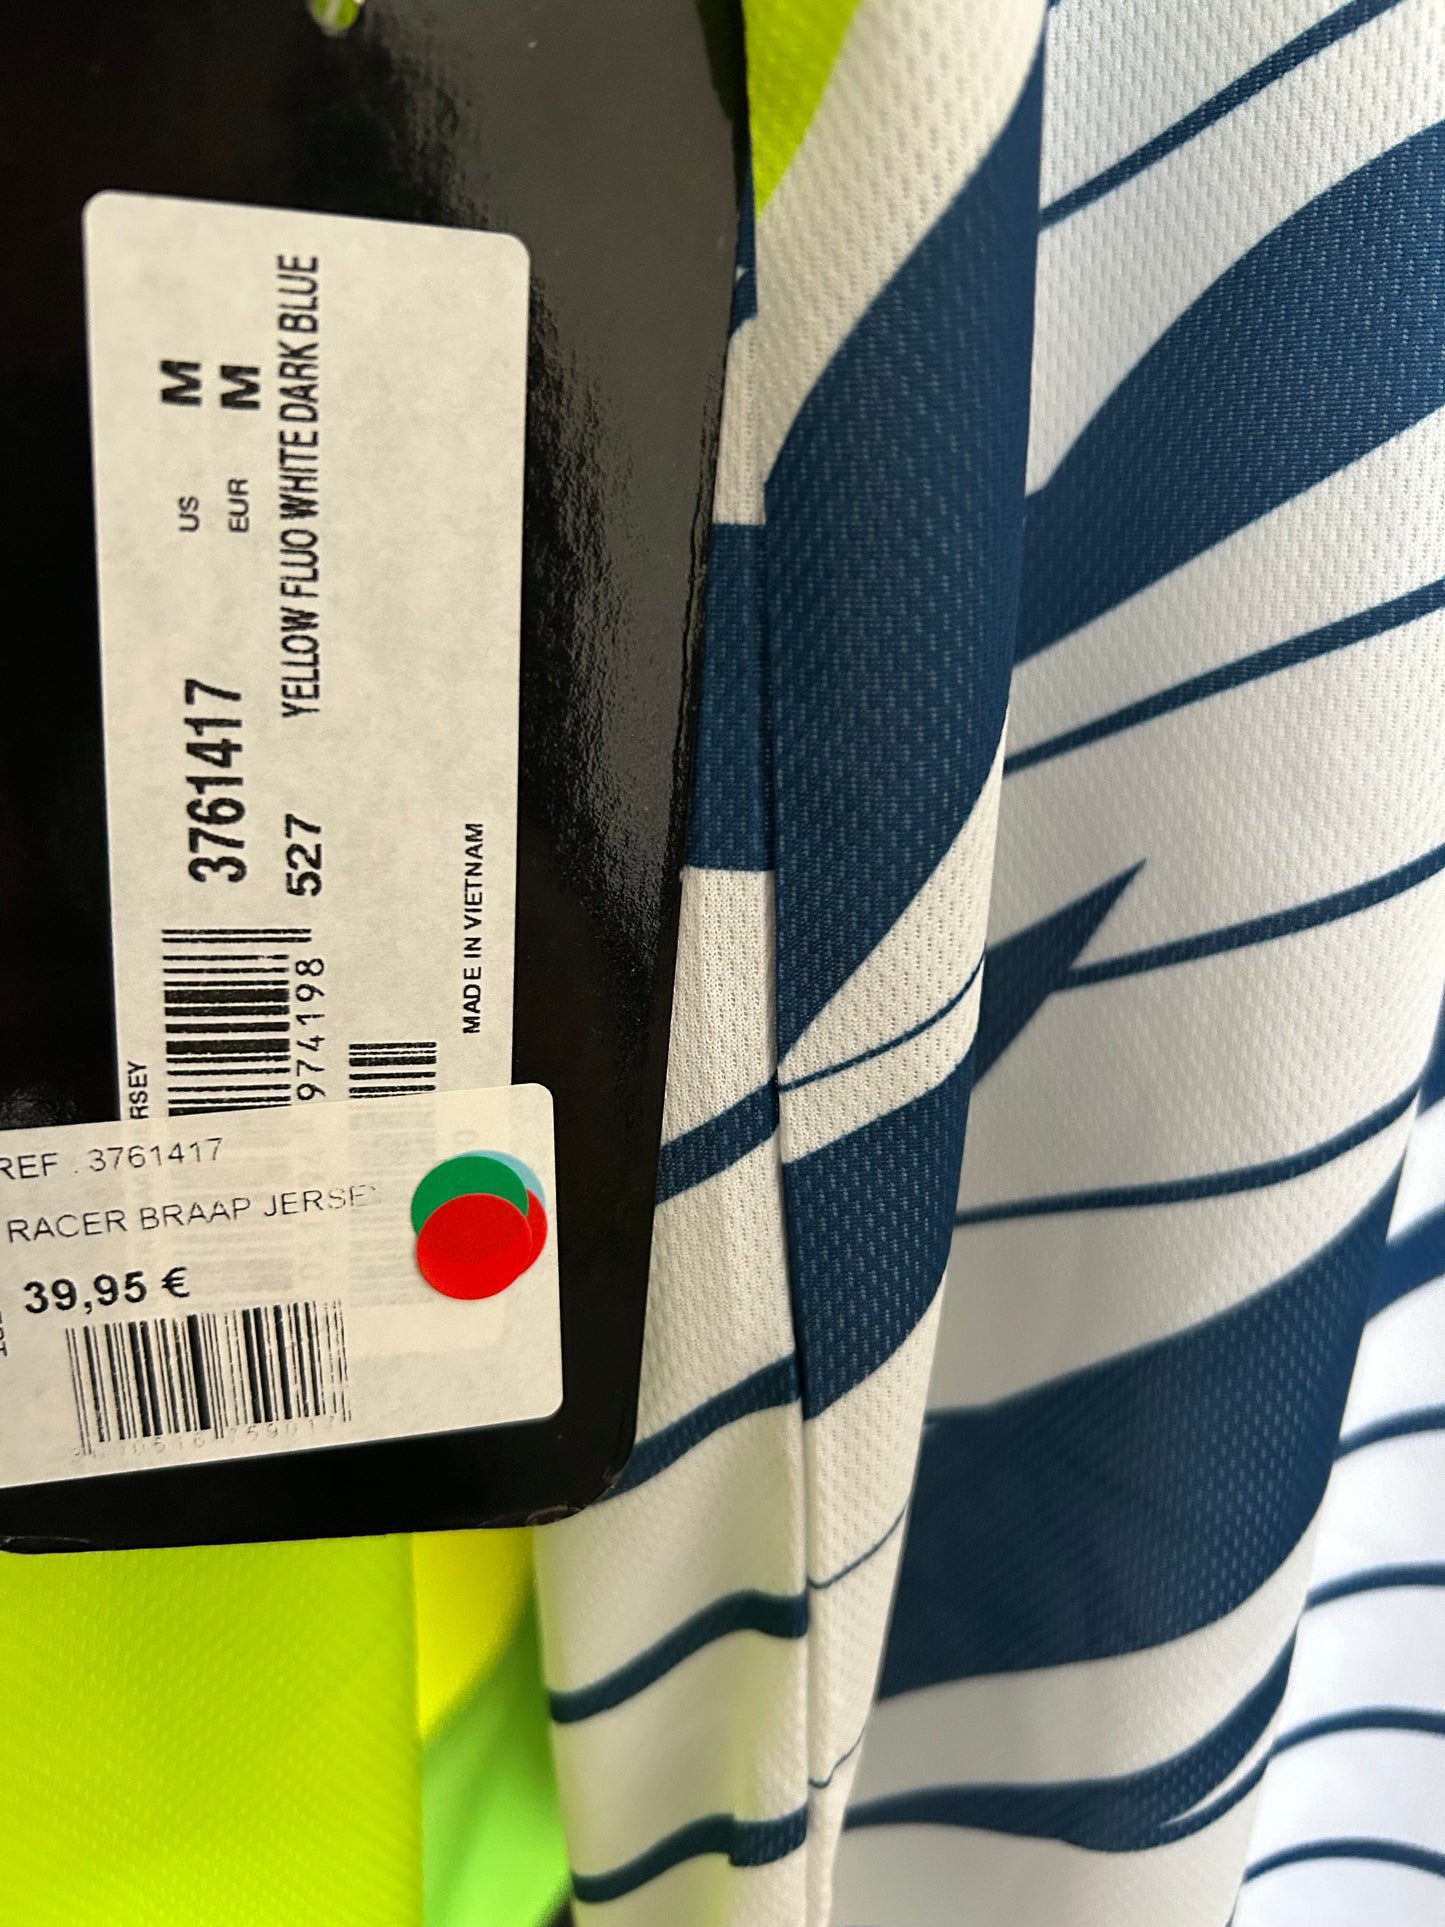 US M
EUR M
3761417
527 YELLOW FLUO WHITE DARK BLUE
974198
MADE IN VIETNAM
REF . 3761417
RACER BRAAP JERSEY
39,95 €